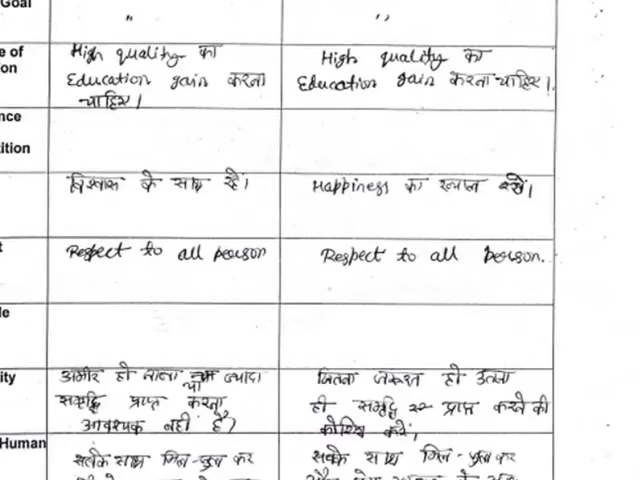 Goal
" "
e of
on
High quality का
Education gain करना
चाहिए।
High quality का
Education gain करना चाहिए।
nce
ition
विश्वास के साथ रहें।
Happiness का ख्याल रखें।
t
Respect to all person
Respect to all person.
le
ity
अमीर हो जाना या ज्यादा
समृद्धि प्राप्त करना
आवश्यक नहीं है।
जितना जरूरत हो उतना
ही समृद्धि प्राप्त करने की
कोशिश करें।
Human
सबके साथ मिल-जुल कर
सबके साथ मिल-जुल कर